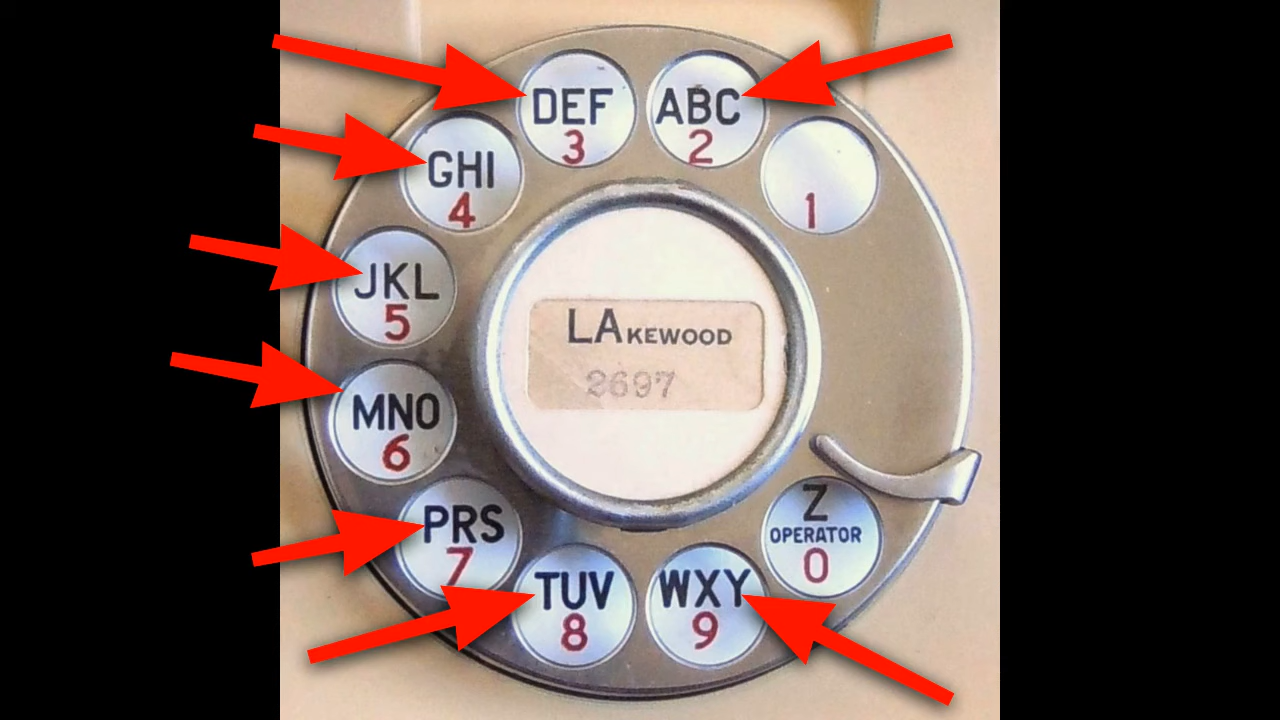 ABC
2
DEF
3
1
GHI
4
JKL
5
LAKEWOOD
2697
MNO
6
PRS
7
Z
OPERATOR
0
TUV
8
WXY
9